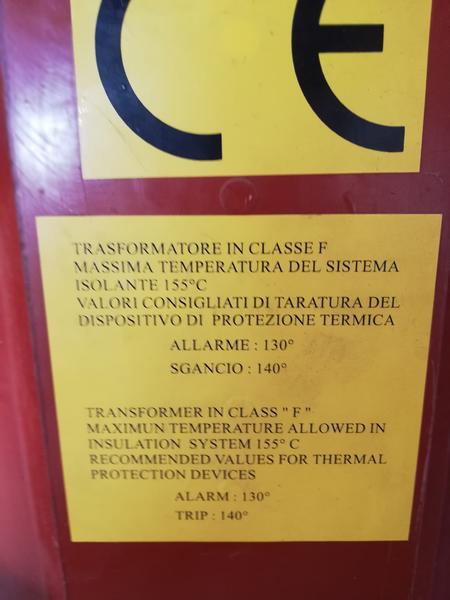 CE
TRASFORMATORE IN CLASSE F
MASSIMA TEMPERATURA DEL SISTEMA
ISOLANTE 155°C
VALORI CONSIGLIATI DI TARATURA DEL
DISPOSITIVO DI PROTEZIONE TERMICA
ALLARME : 130°
SGANCIO : 140°
TRANSFORMER IN CLASS " F "
MAXIMUN TEMPERATURE ALLOWED IN
INSULATION SYSTEM 155° C
RECOMMENDED VALUES FOR THERMAL
PROTECTION DEVICES
ALARM : 130°
TRIP : 140°